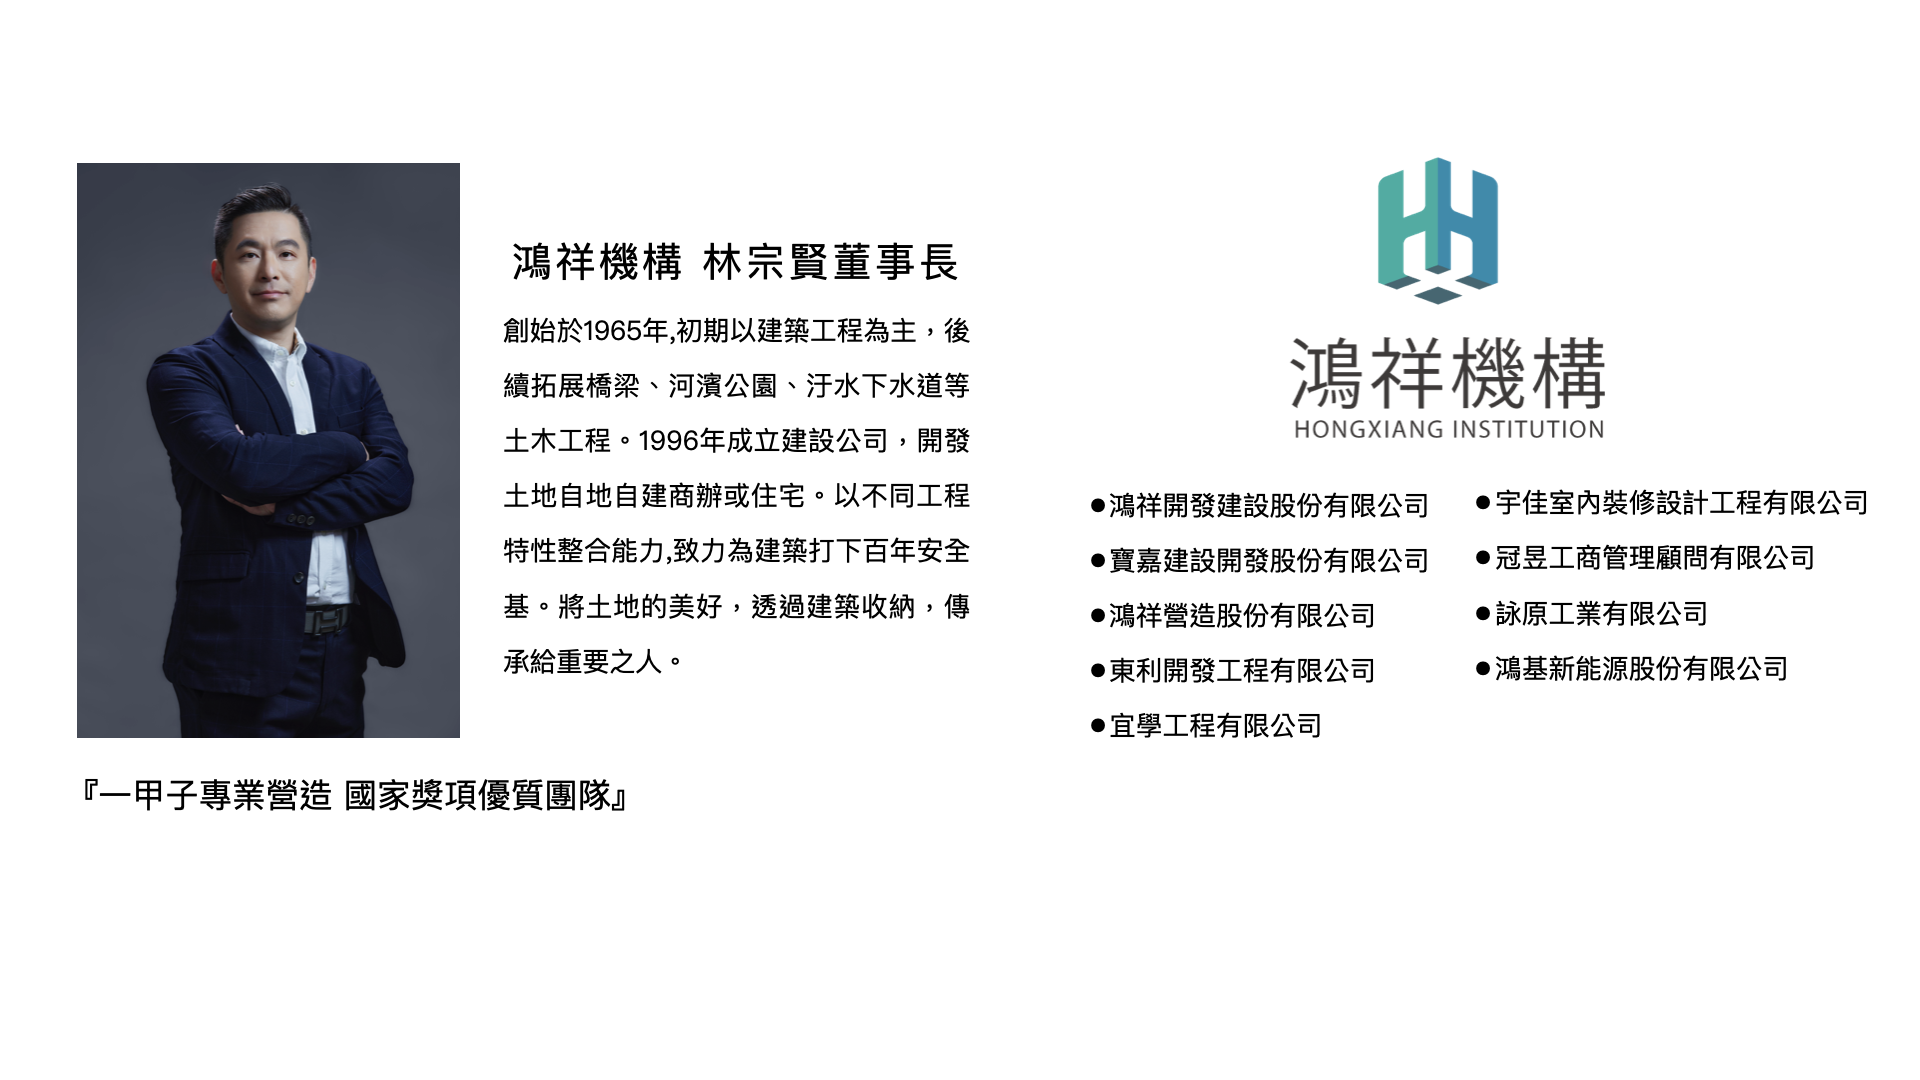 鴻祥機構 林宗賢董事長
創始於1965年,初期以建築工程為主，後
續拓展橋梁、河濱公園、汙水下水道等
土木工程。1996年成立建設公司，開發
土地自地自建商辦或住宅。以不同工程
特性整合能力,致力為建築打下百年安全
基。將土地的美好，透過建築收納，傳
承給重要之人。
『一甲子專業營造 國家獎項優質團隊』
鴻祥機構
HONGXIANG INSTITUTION
●鴻祥開發建設股份有限公司
●寶嘉建設開發股份有限公司
●鴻祥營造股份有限公司
●東利開發工程有限公司
●宜學工程有限公司
●宇佳室內裝修設計工程有限公司
●冠昱工商管理顧問有限公司
●詠原工業有限公司
●鴻基新能源股份有限公司